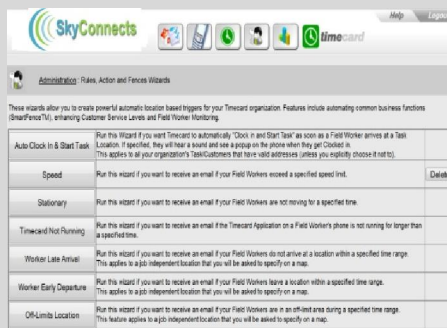 Help Logout
SkyConnects
timecard
Administration : Rules, Action and Fences Wizards
These wizards allow you to create powerful automatic location based triggers for your Timecard organization. Features include automating common business functions
(SmartFence™), enhancing Customer Service Levels and Field Worker Monitoring.
Auto Clock In & Start Task
Run this Wizard if you want Timecard to automatically "Clock in and Start Task" as soon as a Field Worker arrives at a Task
Location. If specified, they will hear a sound and see a popup on the phone when they get Clocked in.
This applies to all your organization's Task/Customers that have valid addresses (unless you explicitly choose it not to).
Speed
Run this wizard if you want to receive an email if your Field Workers exceed a specified speed limit.
Delete
Stationary
Run this wizard if you want to receive an email if your Field Workers are not moving for a specified time.
Timecard Not Running
Run this wizard if you want to receive an email if the Timecard Application on a Field Worker's phone is not running for longer than
a specified time.
Worker Late Arrival
Run this wizard if you want to receive an email if your Field Workers do not arrive at a location within a specified time range.
This applies to a job independent location that you will be asked to specify on a map.
Worker Early Departure
Run this wizard if you want to receive an email if your Field Workers leave a location within a specified time range.
This applies to a job independent location that you will be asked to specify on a map.
Off-Limits Location
Run this wizard if you want to receive an email if your Field Workers are in an off-limit area during a specified time range.
This feature applies to a job independent location that you will be asked to specify on a map.